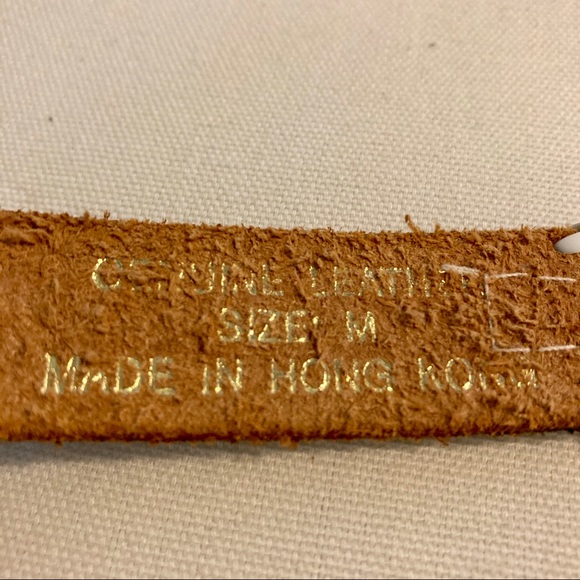 GENUINE LEATHER
SIZE: M
MADE IN HONG KONG